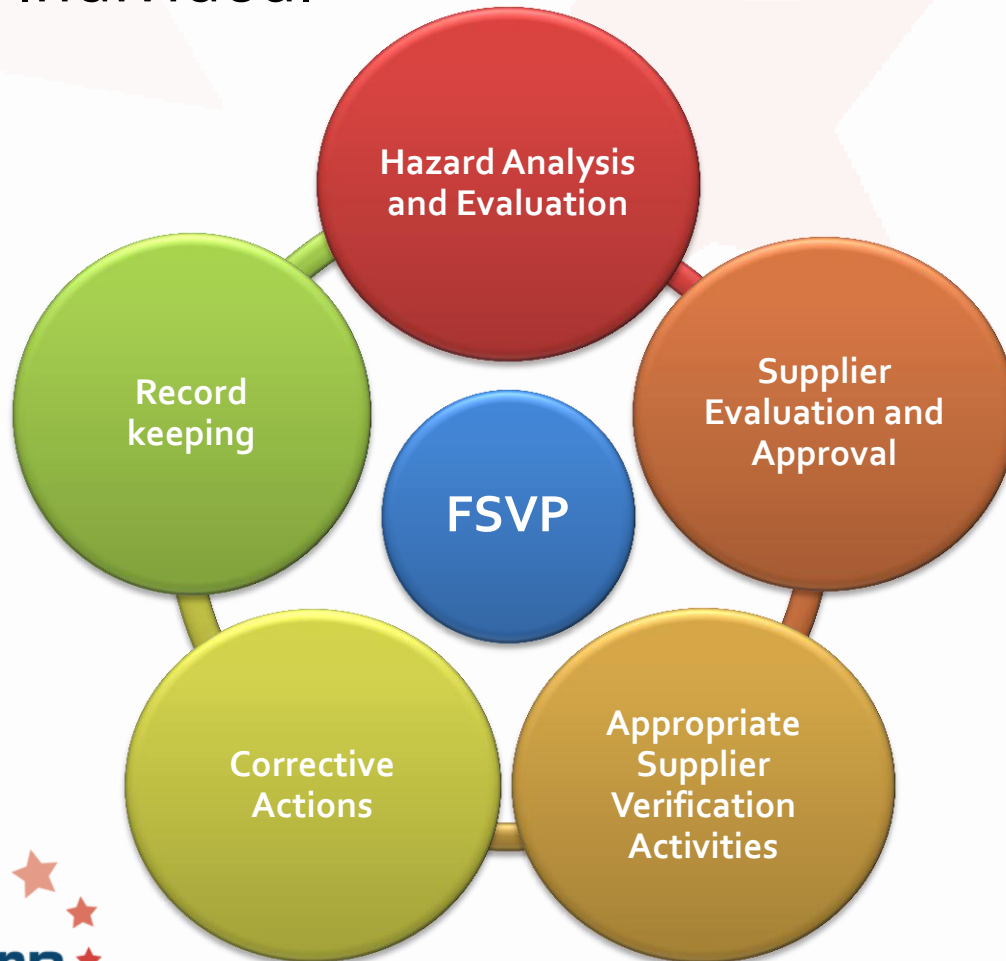 Hazard Analysis
and Evaluation
Supplier
Evaluation and
Approval
Appropriate
Supplier
Verification
Activities
Corrective
Actions
Record
keeping
FSVP